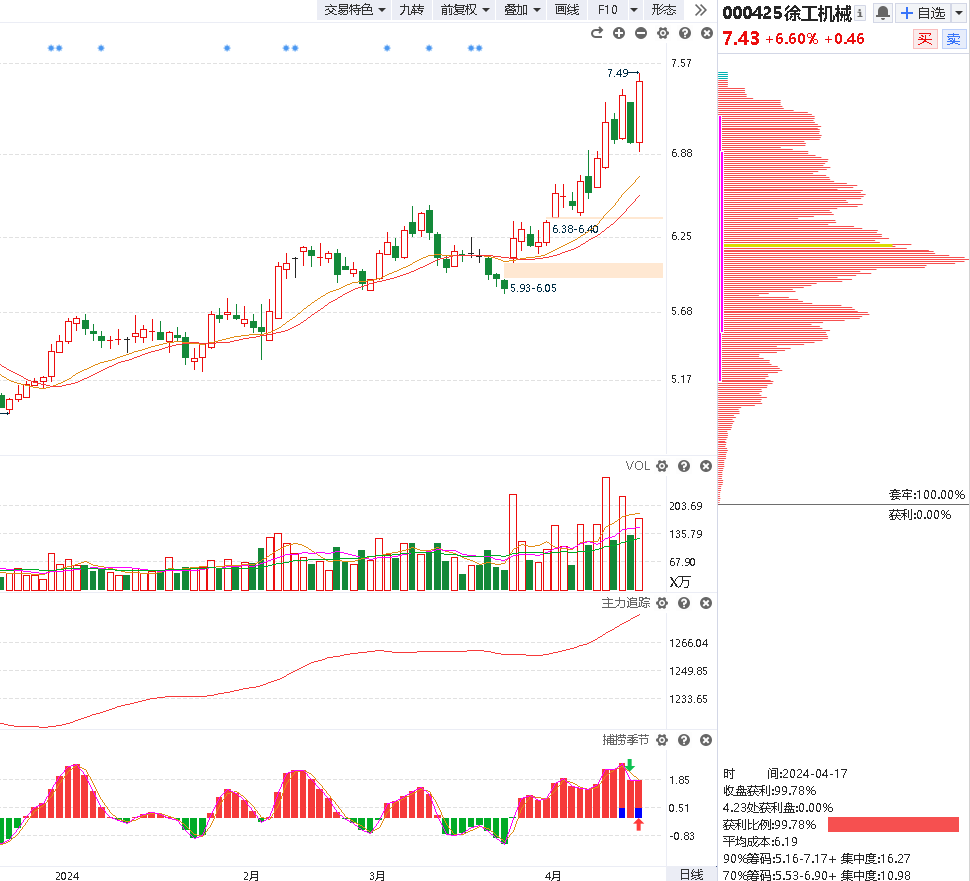 交易特色 九转 前复权 叠加 画线 F10 形态
000425徐工机械 自选
7.43 +6.60% +0.46 买 卖
7.57
7.49
6.88
6.38-6.40
6.25
5.93-6.05
5.68
5.17
套牢:100.00%
获利:0.00%
VOL
203.69
135.79
67.90
X万
主力追踪
1266.04
1249.85
1233.65
捕捞季节
1.85
0.51
-0.83
时 间:2024-04-17
收盘获利:99.78%
4.23处获利盘:0.00%
获利比例:99.78%
平均成本:6.19
90%筹码:5.16-7.17+ 集中度:16.27
70%筹码:5.53-6.90+ 集中度:10.98
2024 2月 3月 4月 日线